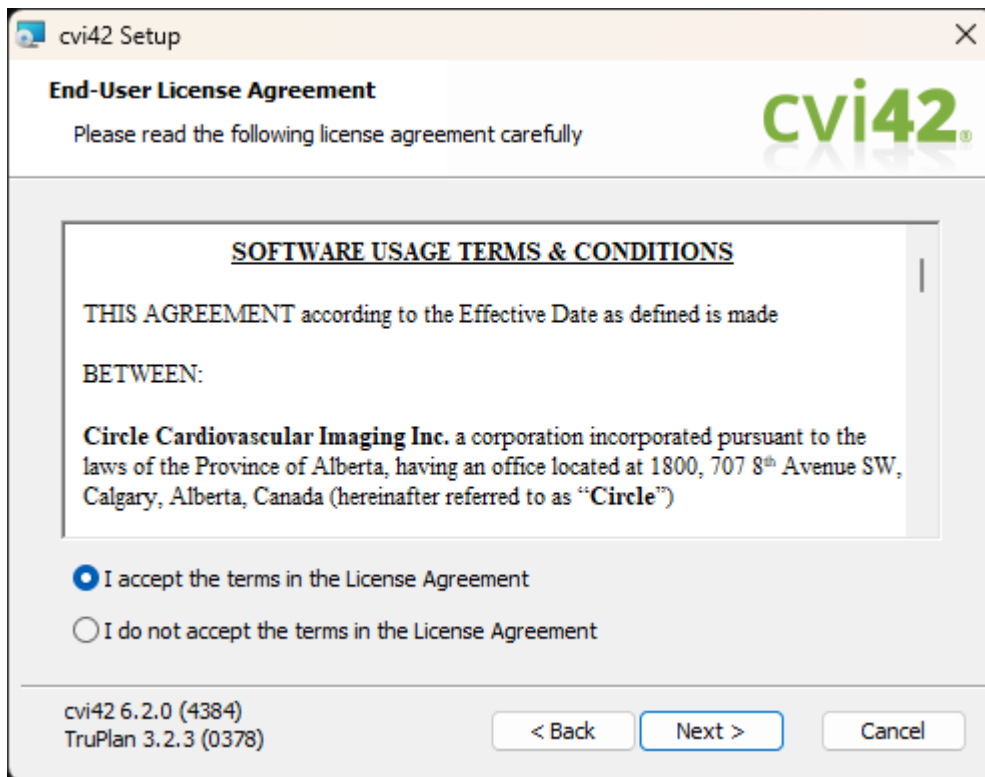 cvi42 Setup
End-User License Agreement
Please read the following license agreement carefully
cvi42®
SOFTWARE USAGE TERMS & CONDITIONS
THIS AGREEMENT according to the Effective Date as defined is made
BETWEEN:
Circle Cardiovascular Imaging Inc. a corporation incorporated pursuant to the
laws of the Province of Alberta, having an office located at 1800, 707 8th Avenue SW,
Calgary, Alberta, Canada (hereinafter referred to as “Circle”)
I accept the terms in the License Agreement
I do not accept the terms in the License Agreement
cvi42 6.2.0 (4384)
TruPlan 3.2.3 (0378)
< Back
Next >
Cancel